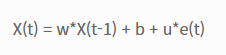 X(t) = w*X(t-1) + b + u*e(t)